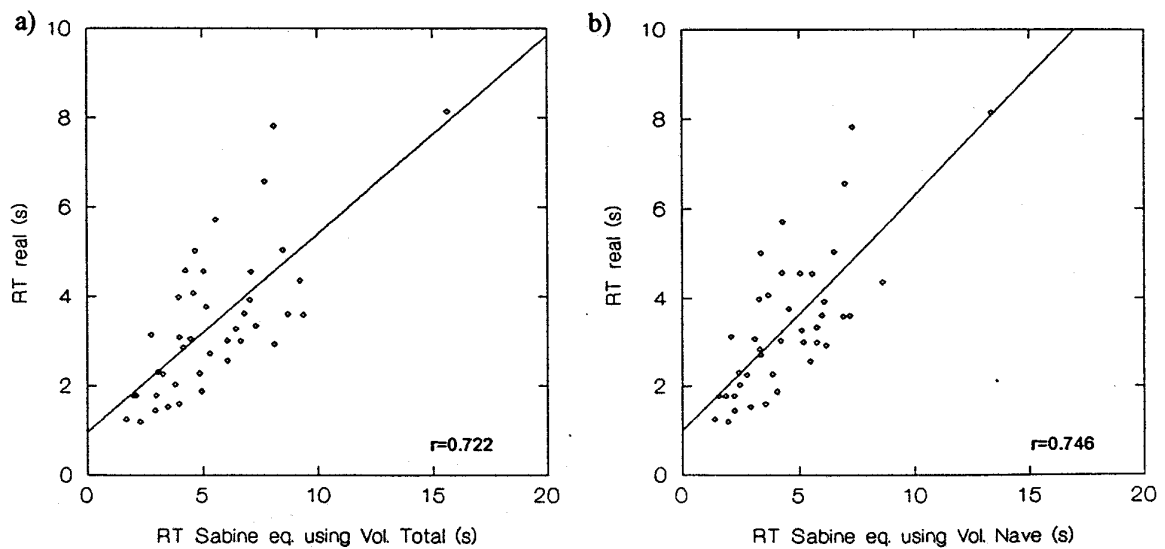 a)
10
8
6
4
2
0
RT real (s)
0 5 10 15 20
RT Sabine eq. using Vol. Total (s)
r=0.722
b)
10
8
6
4
2
0
RT real (s)
0 5 10 15 20
RT Sabine eq. using Vol. Nave (s)
r=0.746